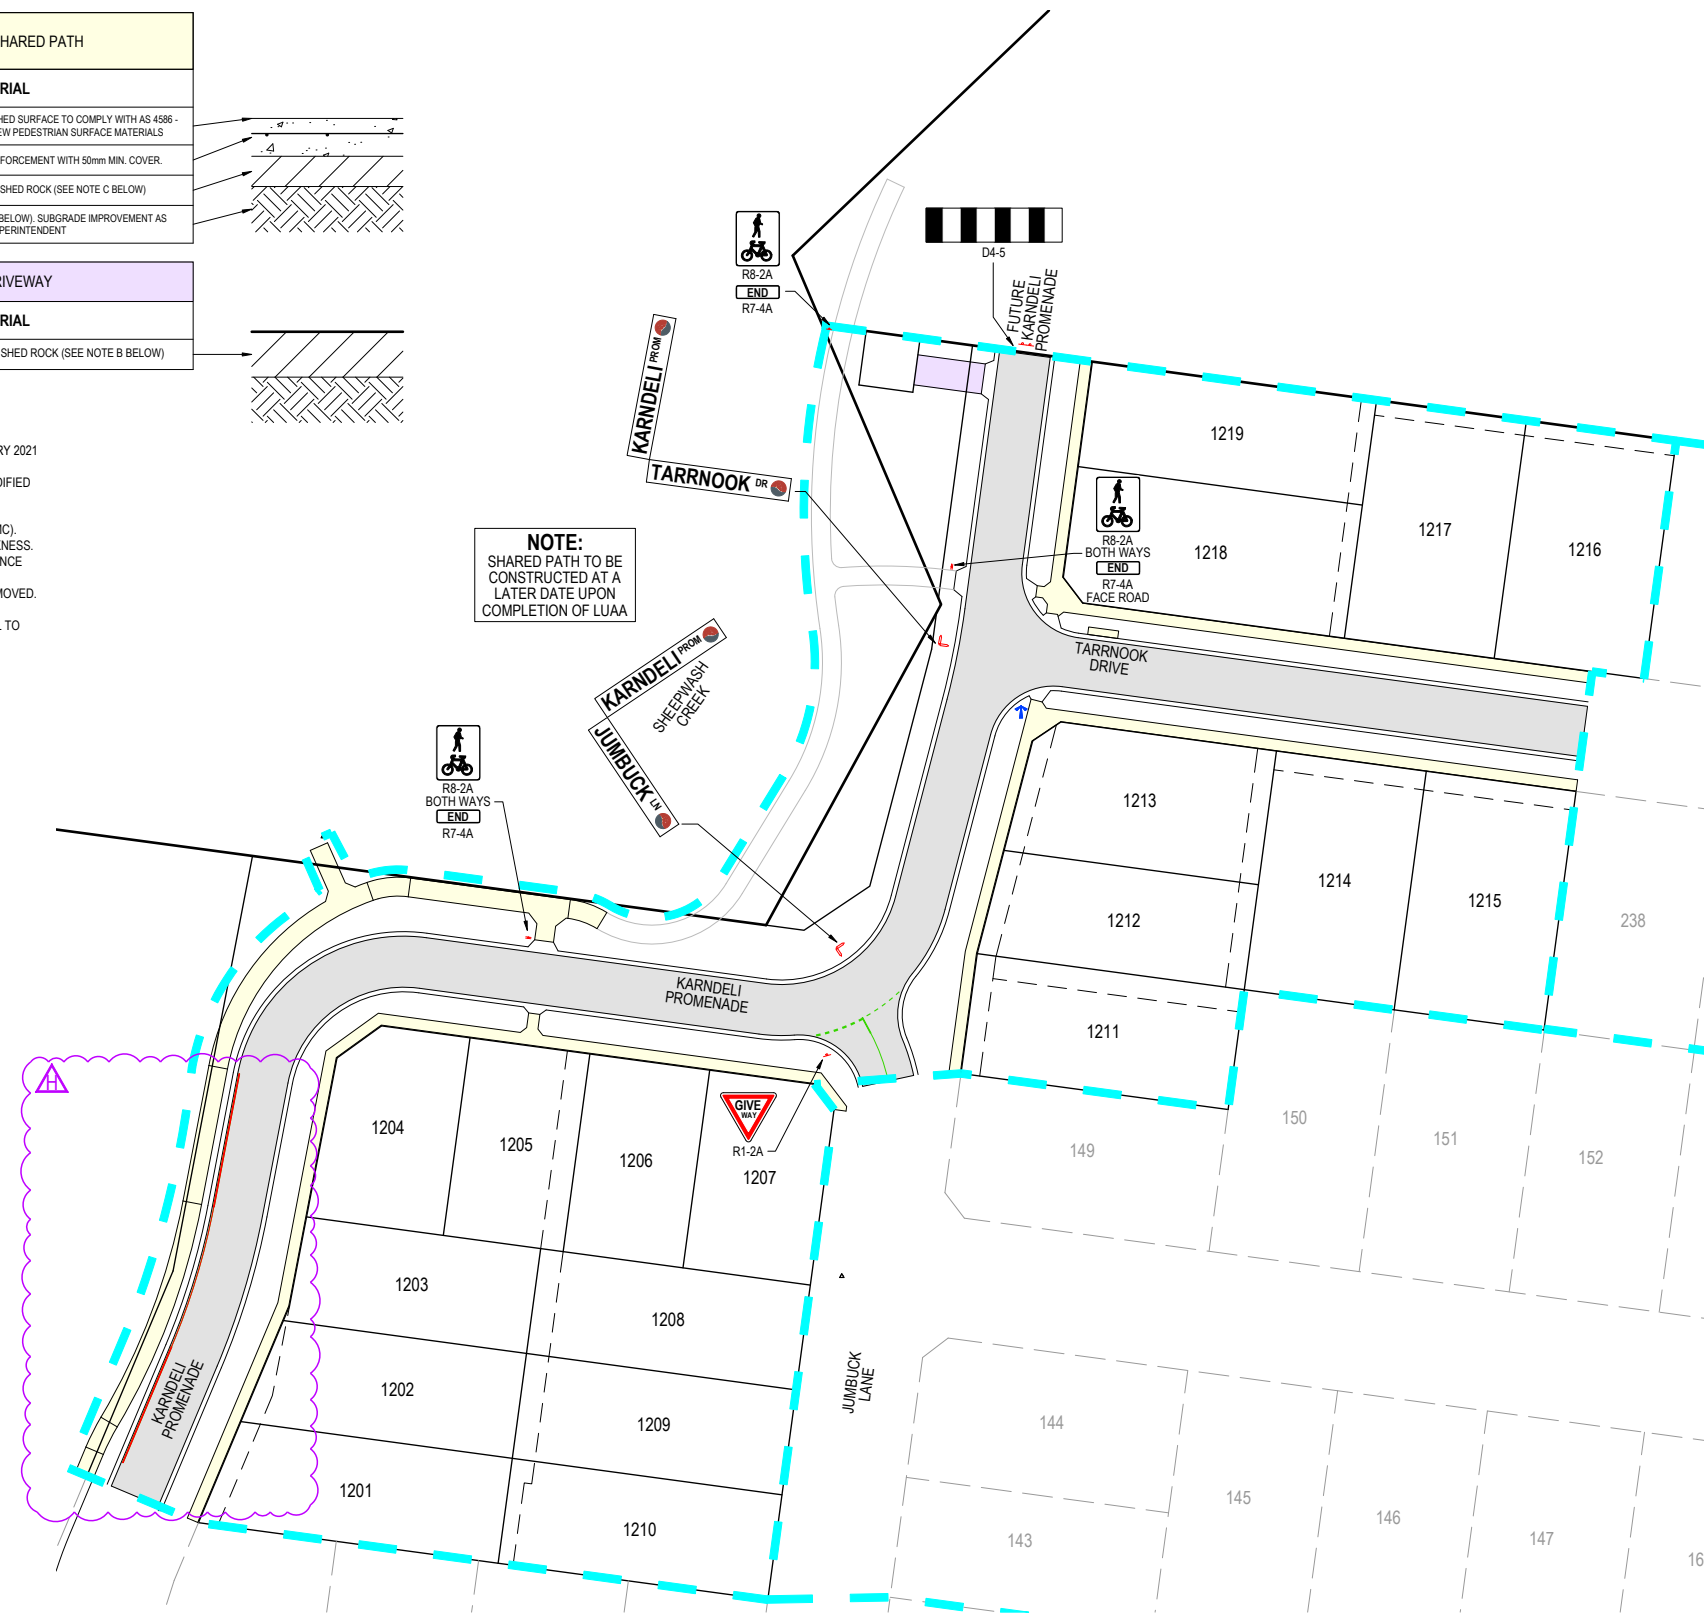 HARED PATH
RIAL
HED SURFACE TO COMPLY WITH AS 4586 -
EW PEDESTRIAN SURFACE MATERIALS
FORCEMENT WITH 50mm MIN. COVER.
SHED ROCK (SEE NOTE C BELOW)
BELOW). SUBGRADE IMPROVEMENT AS
PERINTENDENT
RIVEWAY
RIAL
SHED ROCK (SEE NOTE B BELOW)
RY 2021
DIFIED
MC).
KNESS.
NCE
MOVED.
L TO
R8-2A
END
R7-4A
D4-5
FUTURE
KARNDELI
PROMENADE
KARNDELI PROM
TARRNOOK DR
NOTE:
SHARED PATH TO BE
CONSTRUCTED AT A
LATER DATE UPON
COMPLETION OF LUAA
R8-2A
BOTH WAYS
END
R7-4A
FACE ROAD
1219
1218
1217
1216
TARRNOOK
DRIVE
KARNDELI PROM
JUMBUCK LN
SHEEPWASH
CREEK
R8-2A
BOTH WAYS
END
R7-4A
1213
1212
1211
1214
1215
238
KARNDELI
PROMENADE
H
GIVE
WAY
R1-2A
1204
1205
1206
1207
149
150
151
152
1203
1208
1202
1209
1201
1210
KARNDELI
PROMENADE
JUMBUCK
LANE
144
143
145
146
147
16